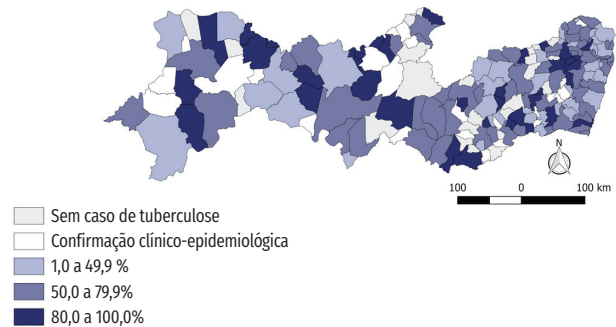 N
100 0 100 km
Sem caso de tuberculose
Confirmação clínico-epidemiológica
1,0 a 49,9 %
50,0 a 79,9%
80,0 a 100,0%